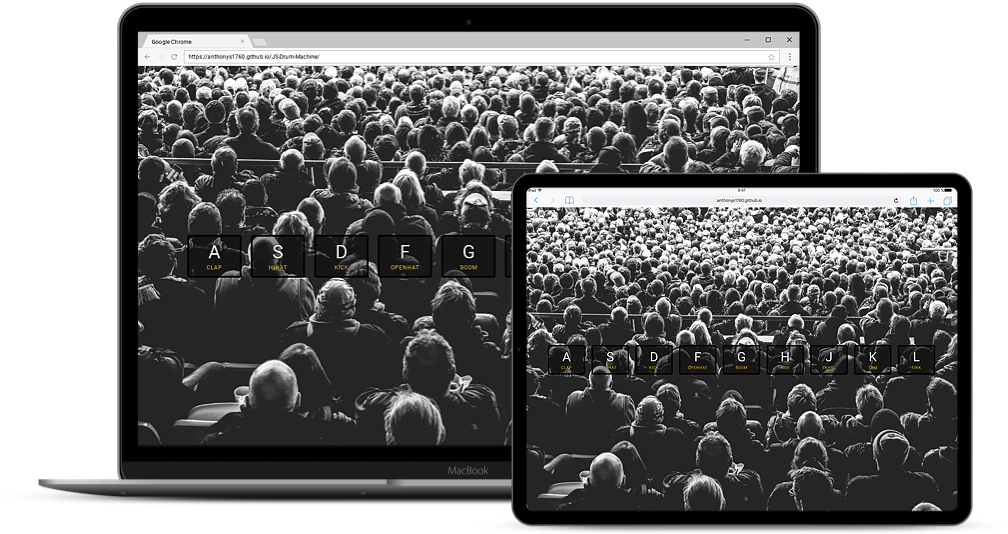 Google Chrome
https://anthonys1760.github.io/JS-Drum-Machine/
A S D F G
CLAP HIHAT KICK OPENHAT BOOM
MacBook
iPad 9:41 100 %
anthonys1760.github.io
A S D F G H J K L
CLAP HIHAT KICK OPENHAT BOOM RIDE SNARE TOM TINK